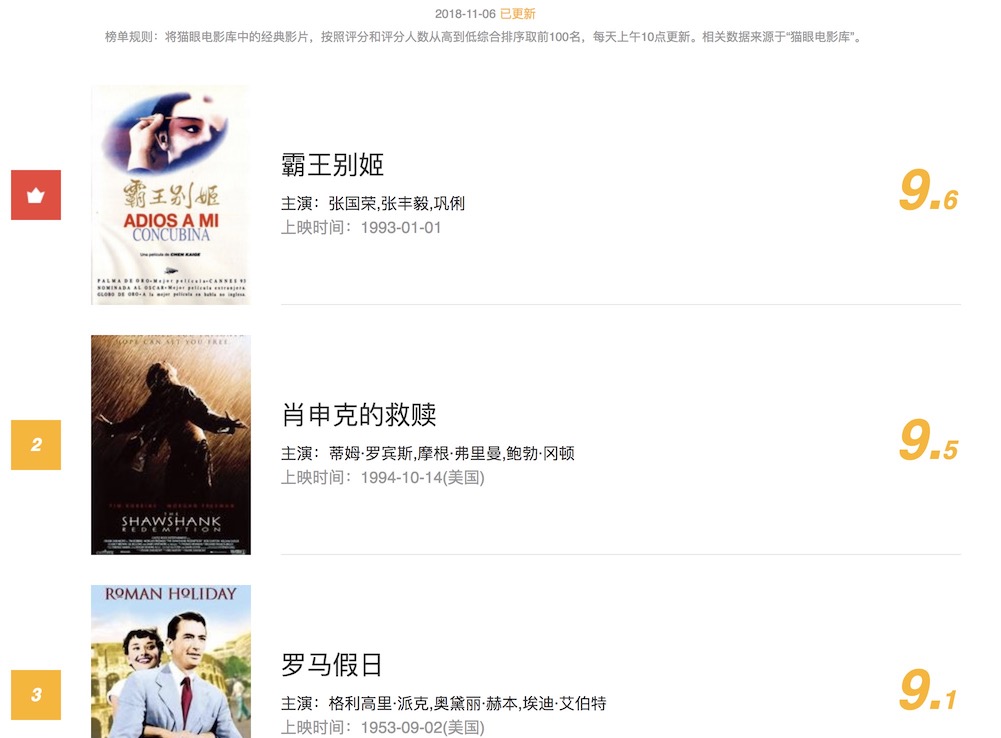 2018-11-06 已更新
榜单规则：将猫眼电影库中的经典影片，按照评分和评分人数从高到低综合排序取前100名，每天上午10点更新。相关数据来源于“猫眼电影库”。
霸王别姬
ADIOS A MI
CONCUBINA
Una película de CHEN KAIGE
PALMA DE ORO•Mejor película•CANNES 93
NOMINADA AL OSCAR•Mejor película extranjera
GLOBO DE ORO•A la mejor película en habla no inglesa
霸王别姬
主演：张国荣,张丰毅,巩俐
上映时间：1993-01-01
9.6
2
HOPE CAN SET YOU FREE
TIM ROBBINS MORGAN FREEMAN
THE
SHAWSHANK
REDEMPTION
肖申克的救赎
主演：蒂姆·罗宾斯,摩根·弗里曼,鲍勃·冈顿
上映时间：1994-10-14(美国)
9.5
3
ROMAN HOLIDAY
罗马假日
主演：格利高里·派克,奥黛丽·赫本,埃迪·艾伯特
上映时间：1953-09-02(美国)
9.1